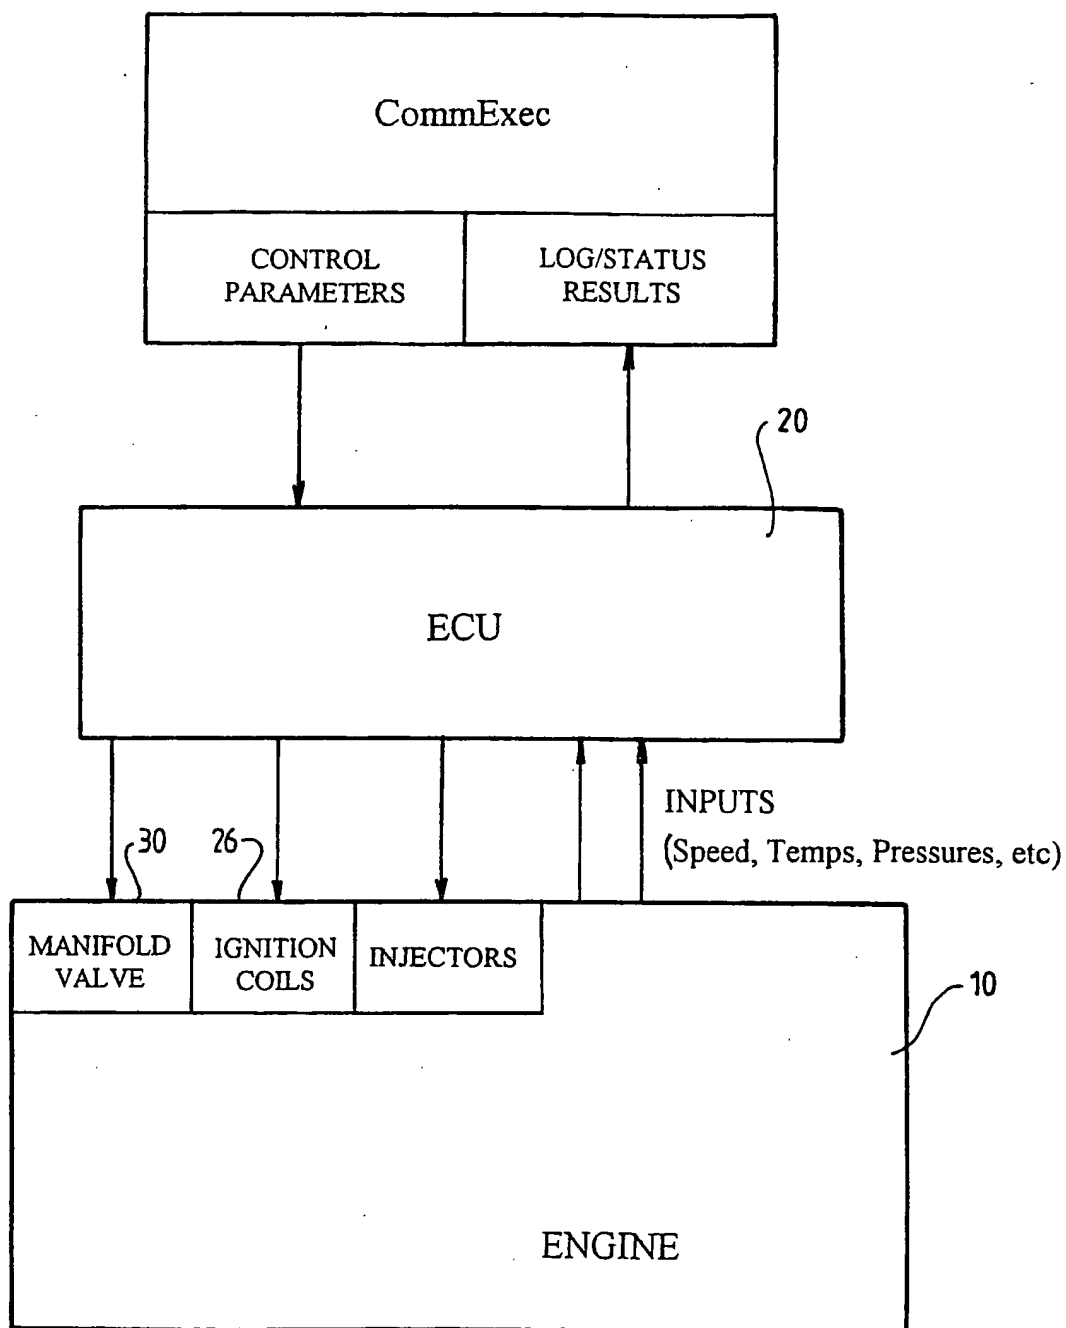 CommExec
CONTROL
PARAMETERS
LOG/STATUS
RESULTS
20
ECU
INPUTS
(Speed, Temps, Pressures, etc)
30
26
MANIFOLD
VALVE
IGNITION
COILS
INJECTORS
10
ENGINE